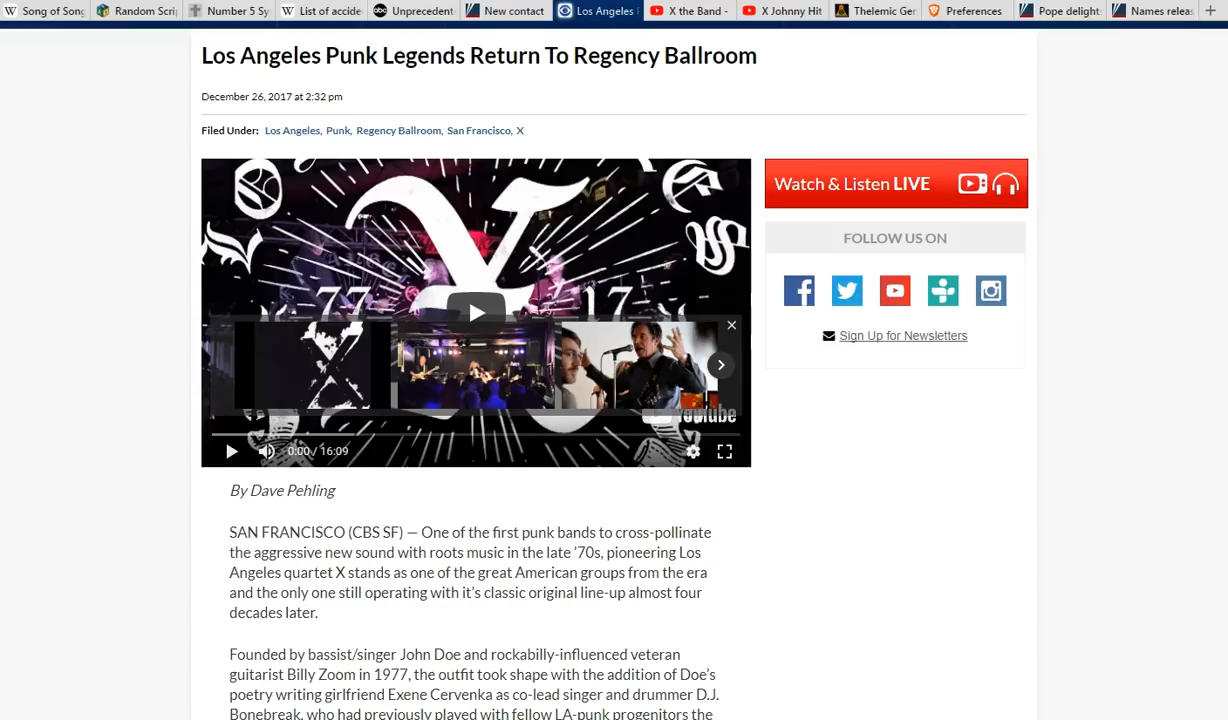 Song of Song
Random Scri
Number 5 Sy
List of accide
Unprecedent
New contact
Los Angeles
X the Band -
X Johnny Hit
Thelemic Ger
Preferences
Pope delight
Names releas
Los Angeles Punk Legends Return To Regency Ballroom
December 26, 2017 at 2:32 pm
Filed Under: Los Angeles, Punk, Regency Ballroom, San Francisco, X
X
77 17
YouTube
0:00 / 16:09
Watch & Listen LIVE
FOLLOW US ON
Sign Up for Newsletters
By Dave Pehling
SAN FRANCISCO (CBS SF) — One of the first punk bands to cross-pollinate
the aggressive new sound with roots music in the late '70s, pioneering Los
Angeles quartet X stands as one of the great American groups from the era
and the only one still operating with it's classic original line-up almost four
decades later.
Founded by bassist/singer John Doe and rockabilly-influenced veteran
guitarist Billy Zoom in 1977, the outfit took shape with the addition of Doe's
poetry writing girlfriend Exene Cervenka as co-lead singer and drummer D.J.
Bonebreak, who had previously played with fellow LA-punk progenitors the